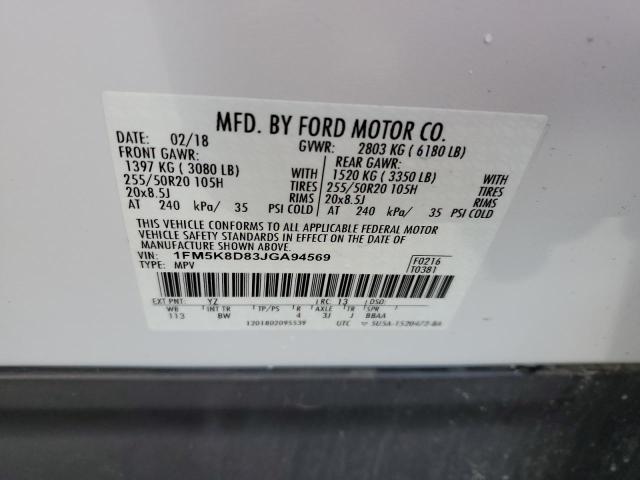 MFD. BY FORD MOTOR CO.
DATE: 02/18 GVWR: 2803 KG ( 6180 LB)
FRONT GAWR: REAR GAWR:
1397 KG ( 3080 LB) WITH 1520 KG ( 3350 LB) WITH
255/50R20 105H TIRES 255/50R20 105H TIRES
20x8.5J RIMS 20x8.5J RIMS
AT 240 kPa/ 35 PSI COLD AT 240 kPa/ 35 PSI COLD
THIS VEHICLE CONFORMS TO ALL APPLICABLE FEDERAL MOTOR
VEHICLE SAFETY STANDARDS IN EFFECT ON THE DATE OF
MANUFACTURE SHOWN ABOVE.
VIN: 1FM5K8D83JGA94569 F0216
TYPE: MPV T0381
EXT PNT: YZ RC: 13 DSO:
WB INT TR TP/PS R AXLE TR SPR
113 BW 4 3J J BBAA
1201802095539 UTC 5U5A-1520472-BA